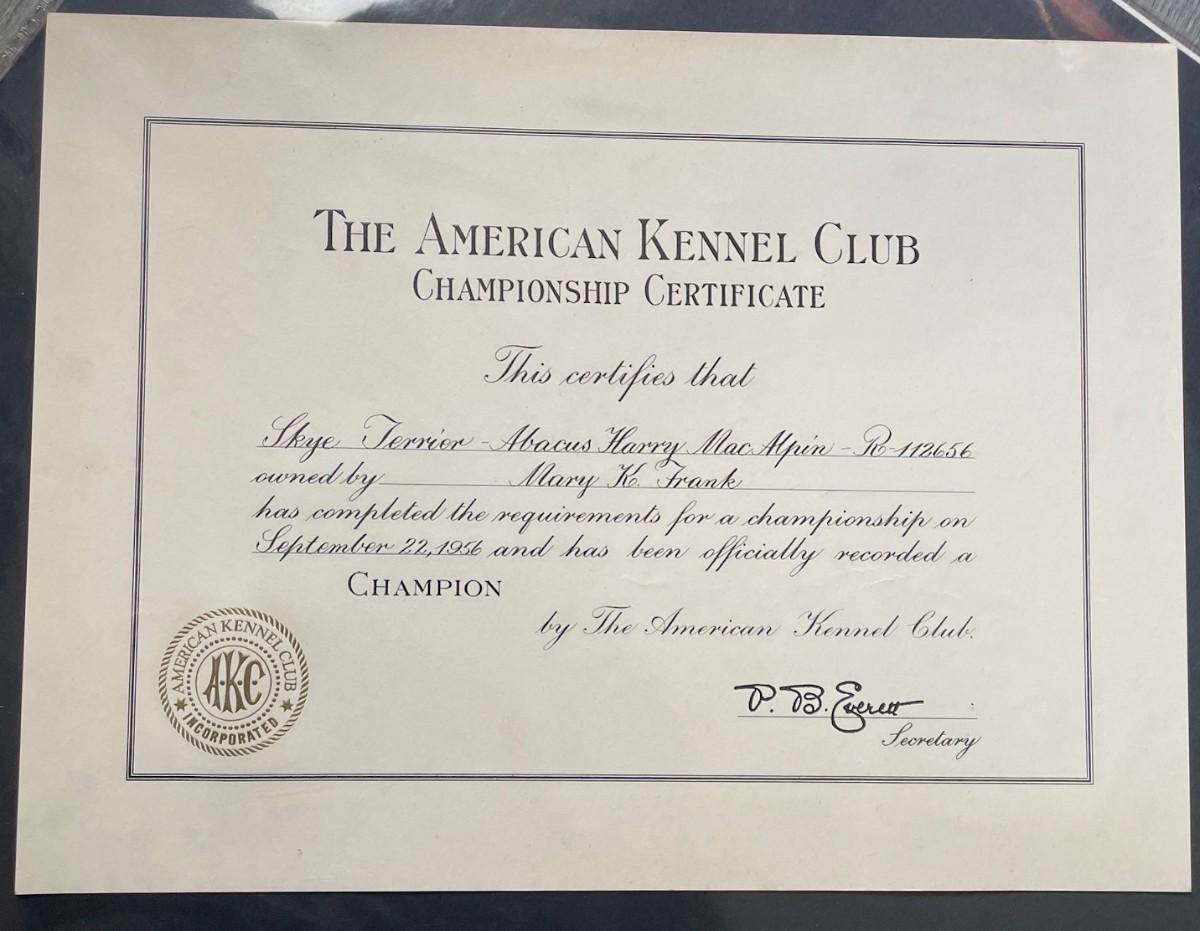 THE AMERICAN KENNEL CLUB
CHAMPIONSHIP CERTIFICATE
This certifies that
Skye Terrier - Abacus Harry Mac Alpin - R-112656
owned by Mary K. Frank
has completed the requirements for a championship on
September 22, 1956 and has been officially recorded a
CHAMPION
by The American Kennel Club.
AMERICAN KENNEL CLUB
A·K·C
INCORPORATED
P. B. Everett
Secretary